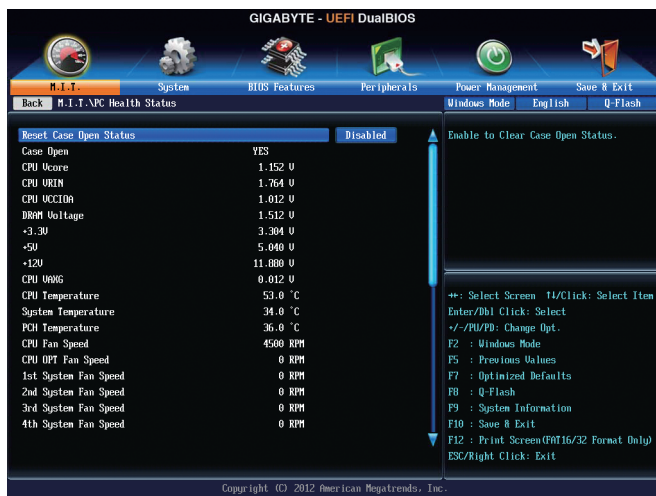 GIGABYTE - UEFI DualBIOS
M.I.T. System BIOS Features Peripherals Power Management Save & Exit
Back M.I.T.\PC Health Status Windows Mode English Q-Flash
Reset Case Open Status Disabled
Case Open YES
CPU Vcore 1.152 V
CPU VRIN 1.764 V
CPU VCCIOA 1.012 V
DRAM Voltage 1.512 V
+3.3V 3.304 V
+5V 5.040 V
+12V 11.880 V
CPU VAXG 0.012 V
CPU Temperature 53.0 °C
System Temperature 34.0 °C
PCH Temperature 36.0 °C
CPU Fan Speed 4500 RPM
CPU OPT Fan Speed 0 RPM
1st System Fan Speed 0 RPM
2nd System Fan Speed 0 RPM
3rd System Fan Speed 0 RPM
4th System Fan Speed 0 RPM
Enable to Clear Case Open
Status.
→←: Select Screen ↑↓/Click: Select Item
Enter/Dbl Click: Select
+/-/PU/PD: Change Opt.
F2 : Windows Mode
F5 : Previous Values
F7 : Optimized Defaults
F8 : Q-Flash
F9 : System Information
F10 : Save & Exit
F12 : Print Screen(FAT16/32 Format Only)
ESC/Right Click: Exit
Copyright (C) 2012 American Megatrends, Inc.